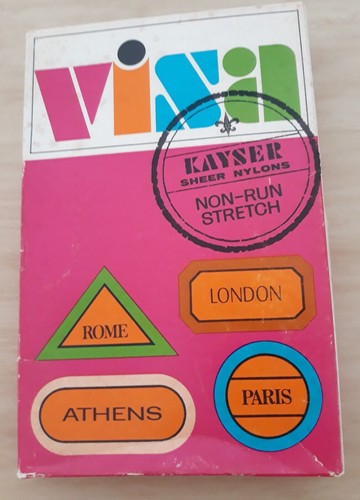 visa
KAYSER
SHEER NYLONS
NON-RUN
STRETCH
LONDON
ROME
ATHENS
PARIS